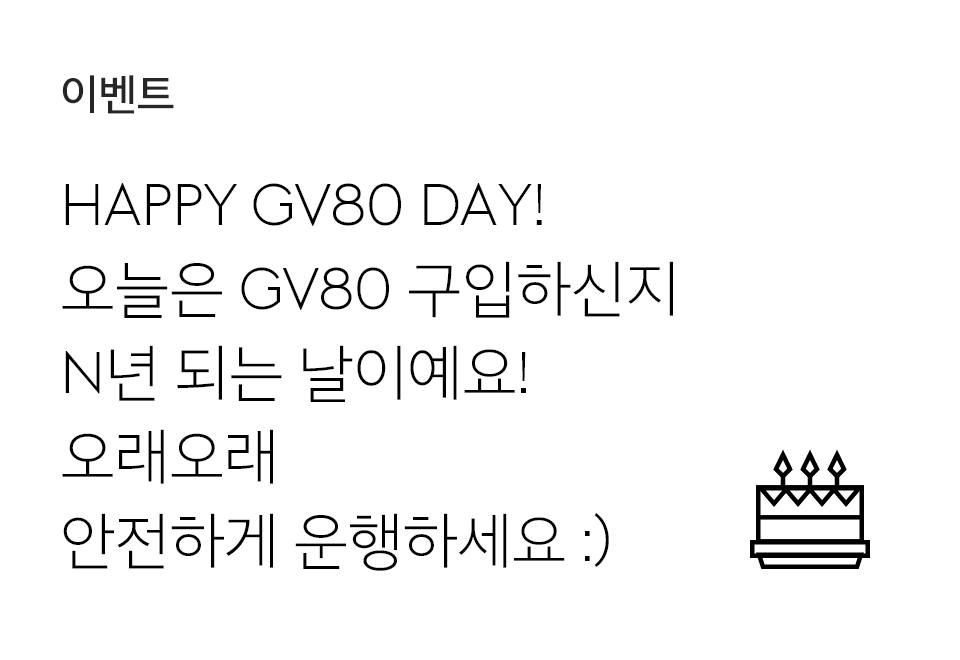 이벤트
HAPPY GV80 DAY!
오늘은 GV80 구입하신지
N년 되는 날이예요!
오래오래
안전하게 운행하세요 :)